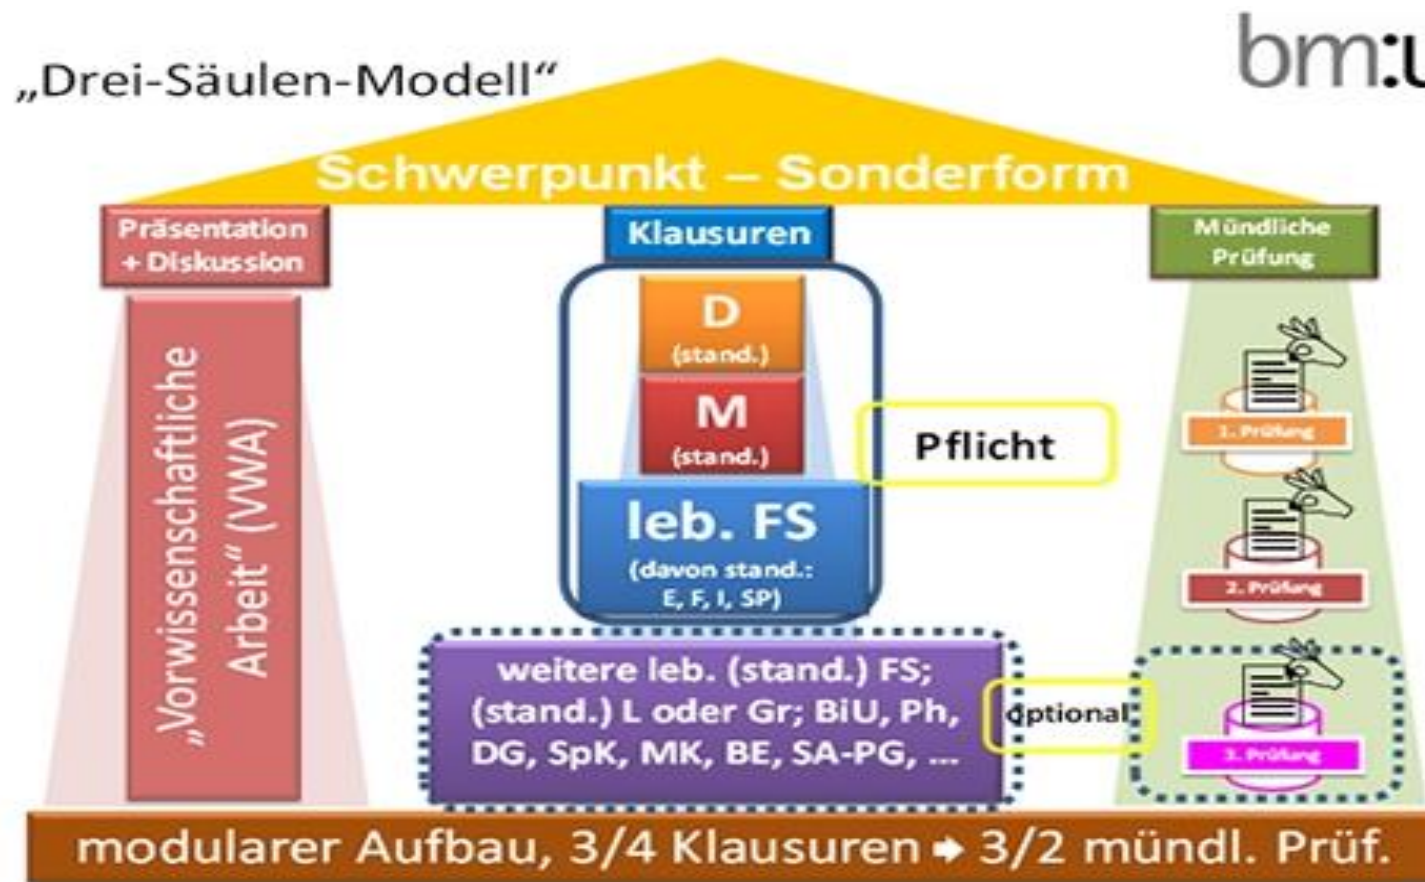 „Drei-Säulen-Modell“
bm:u
Schwerpunkt – Sonderform
Präsentation
+ Diskussion
„Vorwissenschaftliche
Arbeit“ (VWA)
Klausuren
D
(stand.)
M
(stand.)
leb. FS
(davon stand.:
E, F, I, SP)
Pflicht
weitere leb. (stand.) FS;
(stand.) L oder Gr; BiU, Ph,
DG, SpK, MK, BE, SA-PG, ...
optional
Mündliche
Prüfung
1. Prüfung
2. Prüfung
3. Prüfung
modularer Aufbau, 3/4 Klausuren ➔ 3/2 mündl. Prüf.